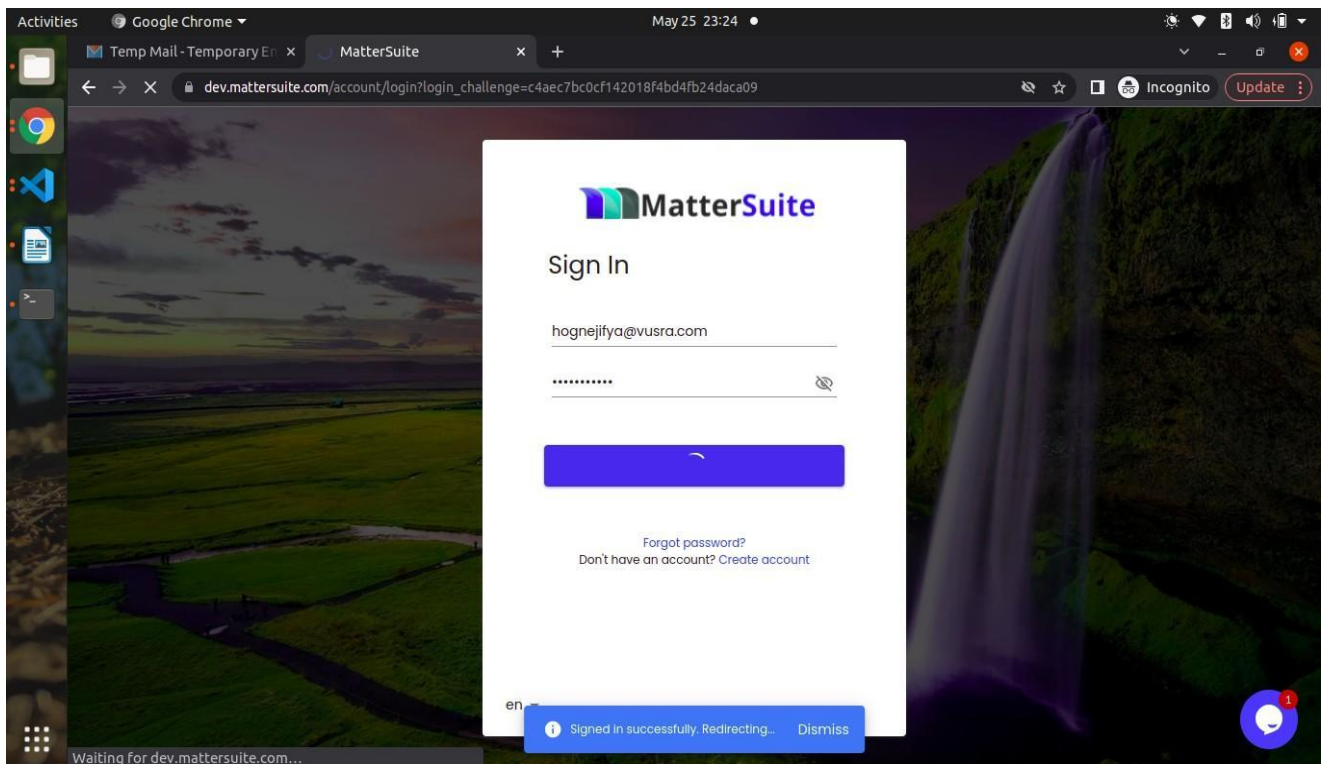 Activities Google Chrome May 25 23:24
Temp Mail - Temporary En MatterSuite
dev.mattersuite.com/account/login?login_challenge=c4aec7bc0cf142018f4bd4fb24daca09 Incognito Update
MatterSuite
Sign In
hognejifya@vusra.com
Forgot password?
Don't have an account? Create account
en
Signed in successfully. Redirecting... Dismiss
1
Waiting for dev.mattersuite.com...